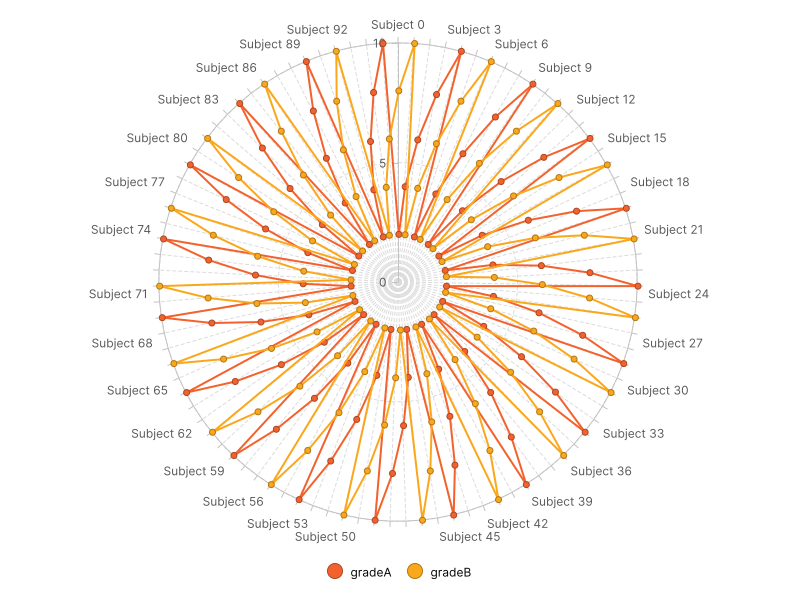 Subject 0
Subject 3
Subject 6
Subject 9
Subject 12
Subject 15
Subject 18
Subject 21
Subject 24
Subject 27
Subject 30
Subject 33
Subject 36
Subject 39
Subject 42
Subject 45
Subject 50
Subject 53
Subject 56
Subject 59
Subject 62
Subject 65
Subject 68
Subject 71
Subject 74
Subject 77
Subject 80
Subject 83
Subject 86
Subject 89
Subject 92
10
5
0
gradeA gradeB